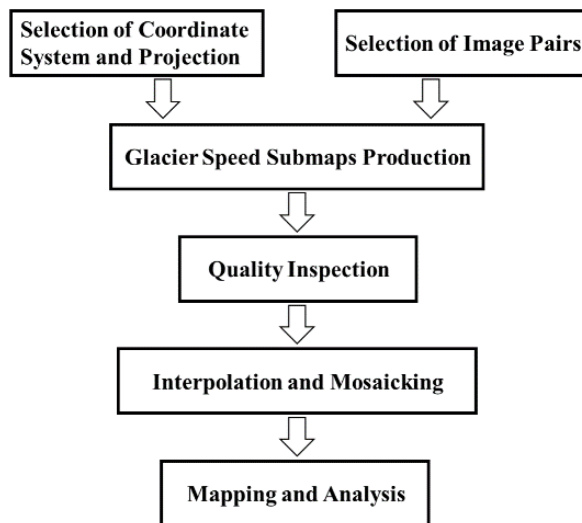 Selection of Coordinate
System and Projection
Selection of Image Pairs
Glacier Speed Submaps Production
Quality Inspection
Interpolation and Mosaicking
Mapping and Analysis